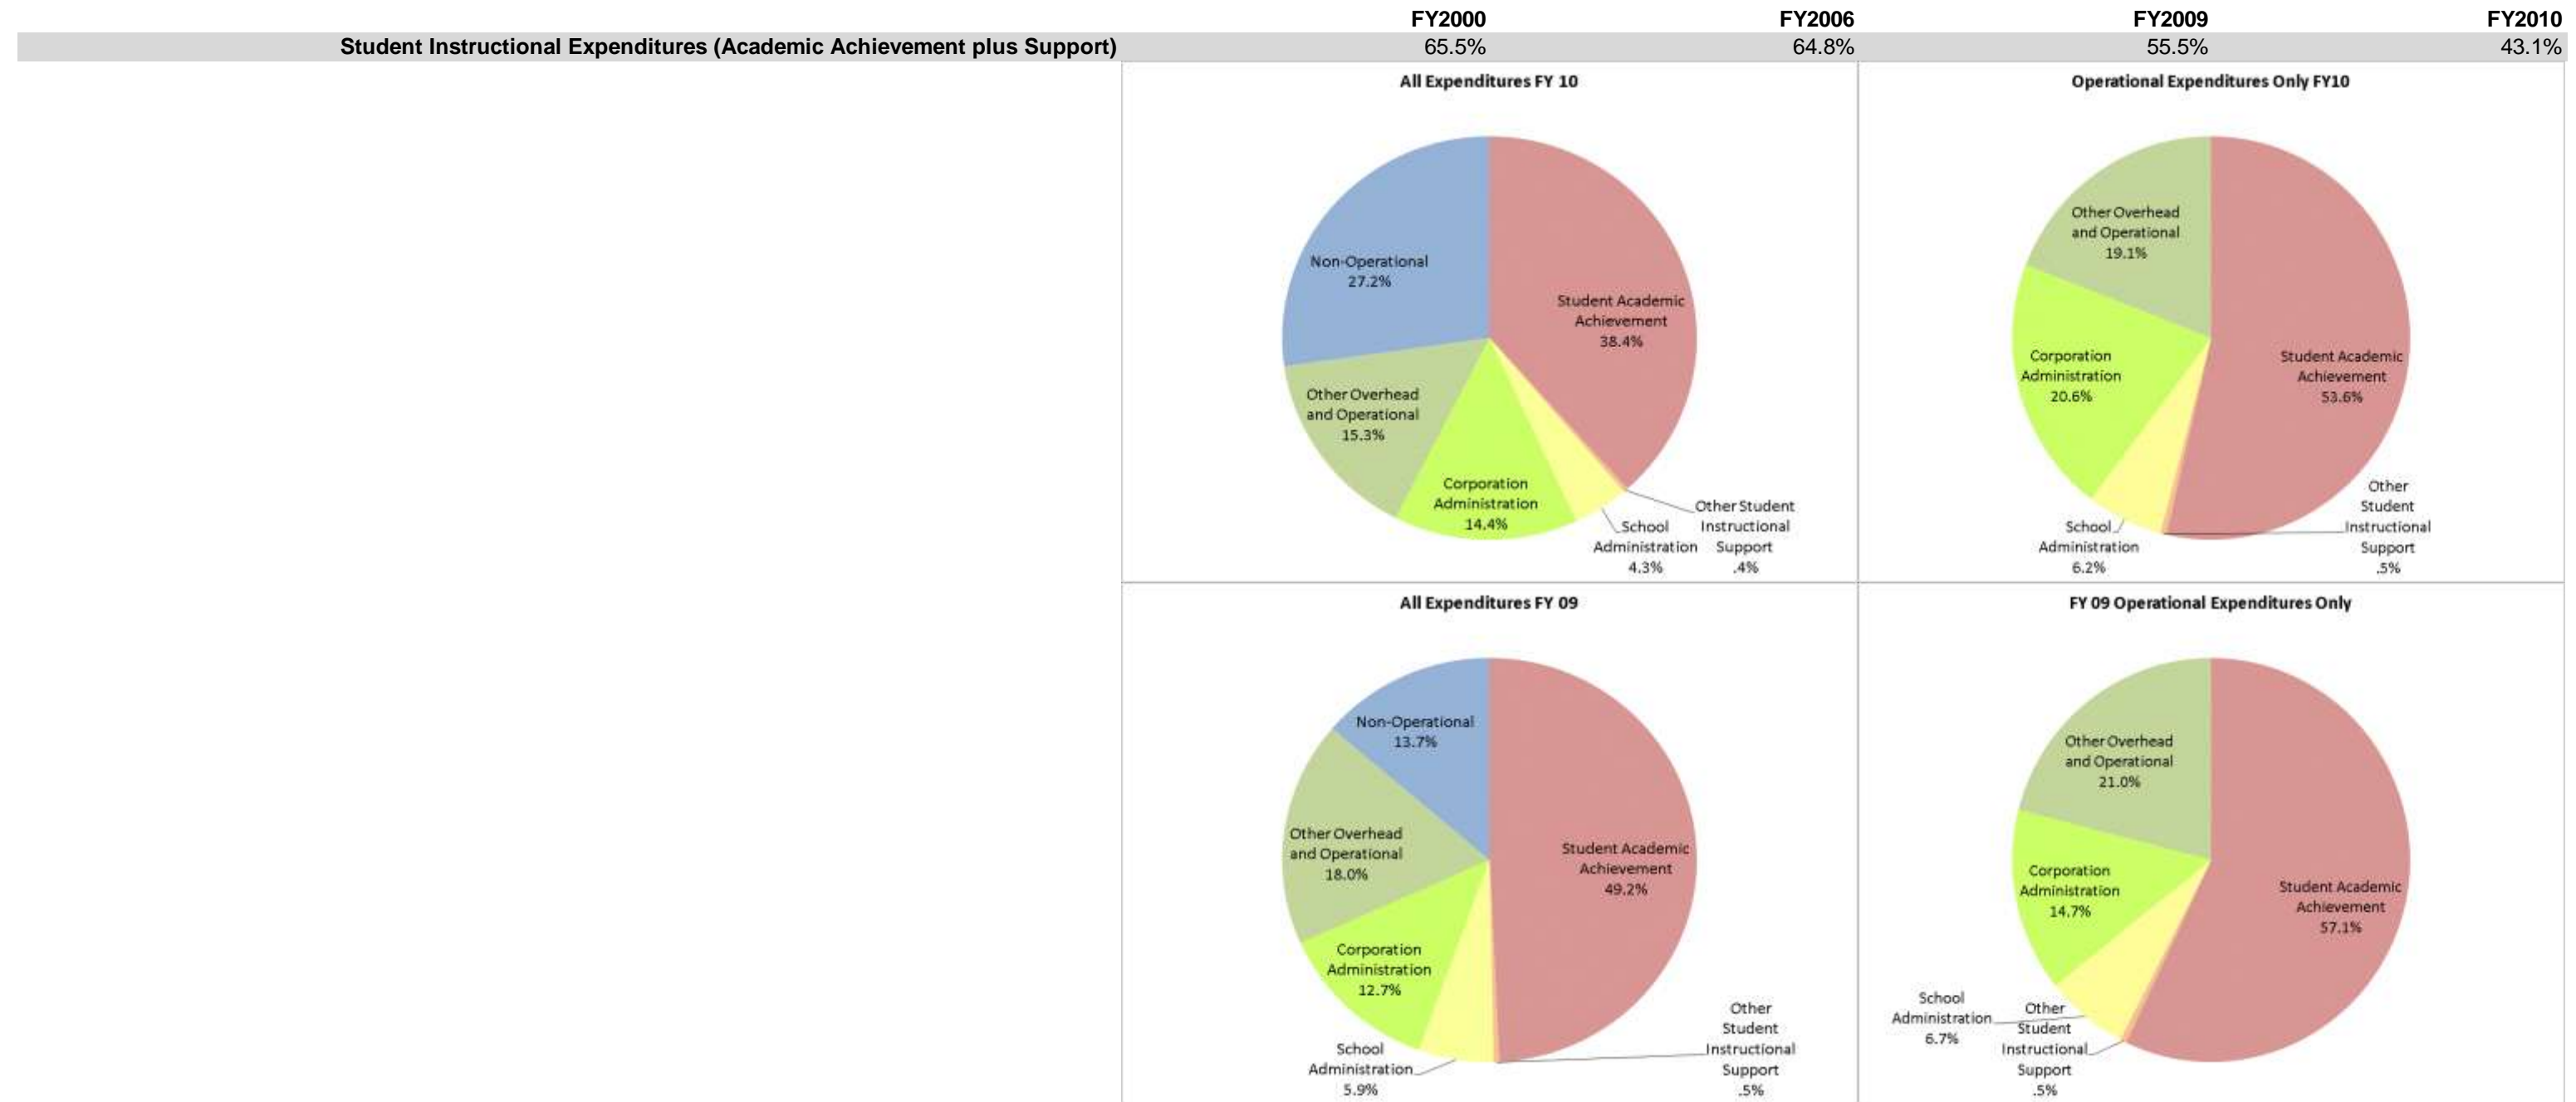 FY2000 FY2006 FY2009 FY2010
Student Instructional Expenditures (Academic Achievement plus Support) 65.5% 64.8% 55.5% 43.1%
All Expenditures FY 10
Non-Operational
27.2%
Student Academic
Achievement
38.4%
Other Overhead
and Operational
15.3%
Corporation
Administration
14.4%
School
Administration
4.3%
Other Student
Instructional
Support
.4%
Operational Expenditures Only FY10
Other Overhead
and Operational
19.1%
Corporation
Administration
20.6%
Student Academic
Achievement
53.6%
School
Administration
6.2%
Other
Student
Instructional
Support
.5%
All Expenditures FY 09
Non-Operational
13.7%
Other Overhead
and Operational
18.0%
Student Academic
Achievement
49.2%
Corporation
Administration
12.7%
School
Administration
5.9%
Other
Student
Instructional
Support
.5%
FY 09 Operational Expenditures Only
Other Overhead
and Operational
21.0%
Corporation
Administration
14.7%
Student Academic
Achievement
57.1%
School
Administration
6.7%
Other
Student
Instructional
Support
.5%